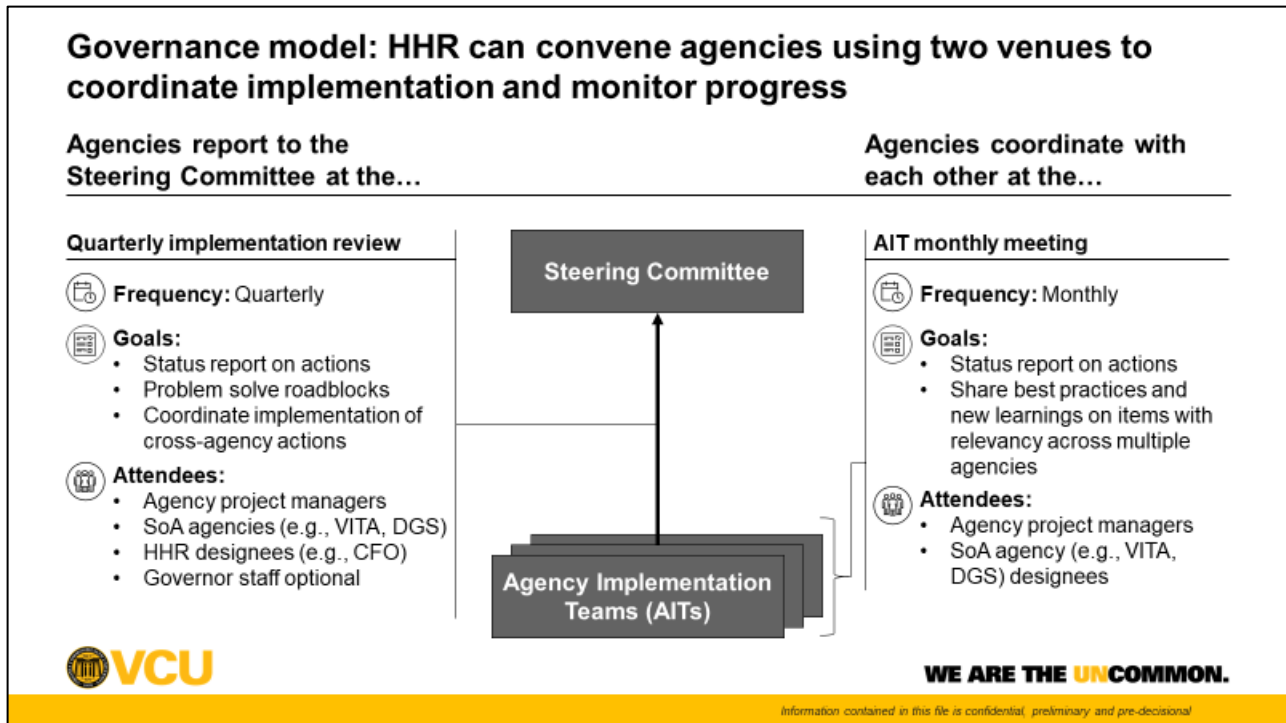 Governance model: HHR can convene agencies using two venues to
coordinate implementation and monitor progress
Agencies report to the
Steering Committee at the…
Agencies coordinate with
each other at the…
Quarterly implementation review
Frequency: Quarterly
Goals:
• Status report on actions
• Problem solve roadblocks
• Coordinate implementation of
cross-agency actions
Attendees:
• Agency project managers
• SoA agencies (e.g., VITA, DGS)
• HHR designees (e.g., CFO)
• Governor staff optional
Steering Committee
Agency Implementation
Teams (AITs)
AIT monthly meeting
Frequency: Monthly
Goals:
• Status report on actions
• Share best practices and
new learnings on items with
relevancy across multiple
agencies
Attendees:
• Agency project managers
• SoA agency (e.g., VITA,
DGS) designees
VCU
WE ARE THE UNCOMMON.
Information contained in this file is confidential, preliminary and pre-decisional